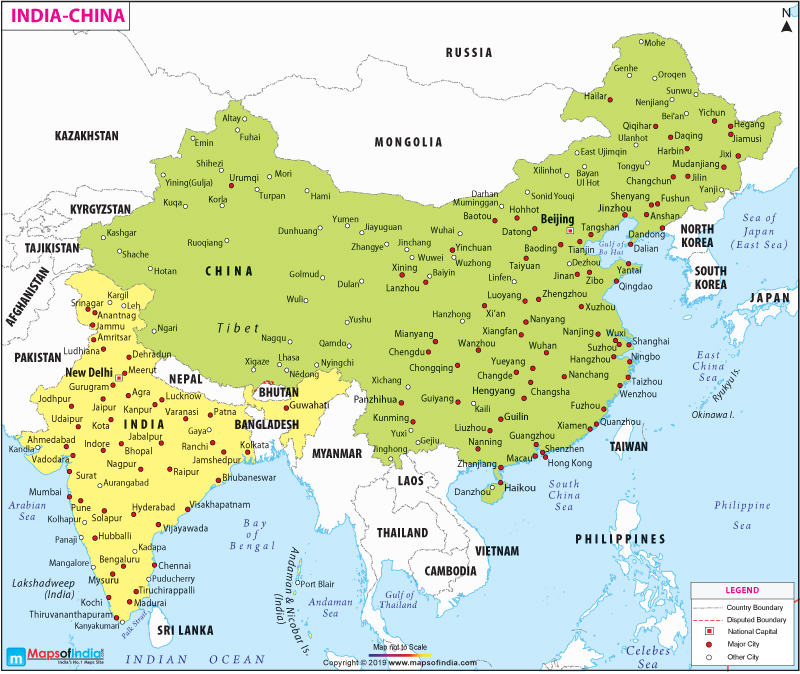 INDIA-CHINA
N
RUSSIA
KAZAKHSTAN
MONGOLIA
KYRGYZSTAN
TAJIKISTAN
AFGHANISTAN
PAKISTAN
NEPAL
BHUTAN
BANGLADESH
MYANMAR
LAOS
THAILAND
CAMBODIA
VIETNAM
PHILIPPINES
TAIWAN
JAPAN
NORTH
KOREA
SOUTH
KOREA
SRI LANKA
CHINA
Tibet
INDIA
Mohe
Genhe
Oroqen
Sunwu
Hailar
Nenjiang
Bei'an
Yichun
Hegang
Qiqihar
Daqing
Jiamusi
Ulanhot
Harbin
Jixi
East Ujimqin
Tongyu
Mudanjiang
Xilinhot
Bayan
Ul Hot
Changchun
Jilin
Yanji
Sonid Youqi
Shenyang
Fushun
Jinzhou
Anshan
Darhan
Muminggan
Hohhot
Baotou
Beijing
Datong
Tangshan
Dandong
Tianjin
Gulf of
Bo Hai
Dalian
Baoding
Dezhou
Yantai
Taiyuan
Jinan
Zibo
Qingdao
Linfen
Altay
Fuhai
Emin
Shihezi
Urumqi
Mori
Yining(Gulja)
Turpan
Hami
Kuqa
Korla
Kashgar
Shache
Hotan
Ruoqiang
Dunhuang
Yumen
Jiayuguan
Zhangye
Jinchang
Wuhai
Yinchuan
Wuwei
Wuzhong
Xining
Baiyin
Lanzhou
Golmud
Dulan
Wuli
Yushu
Ngari
Nagqu
Qamdo
Xigaze
Lhasa
Nyingchi
Nêdong
Luoyang
Zhengzhou
Xuzhou
Hanzhong
Xi'an
Nanyang
Xiangfan
Nanjing
Wuxi
Shanghai
Suzhou
Mianyang
Wanzhou
Wuhan
Hangzhou
Ningbo
Chengdu
Yueyang
Chongqing
Changde
Nanchang
Taizhou
Wenzhou
Xichang
Hengyang
Changsha
Panzhihua
Guiyang
Kaili
Guilin
Fuzhou
Kunming
Liuzhou
Xiamen
Quanzhou
Yuxi
Gejiu
Nanning
Guangzhou
Shenzen
Jinghong
Zhanjiang
Macau
Hong Kong
Danzhou
Haikou
Kargil
Srinagar
Leh
Anantnag
Jammu
Amritsar
Ludhiana
Dehradun
New Delhi
Meerut
Gurugram
Agra
Lucknow
Jodhpur
Jaipur
Kanpur
Patna
Guwahati
Varanasi
Udaipur
Kota
Gaya
Ahmedabad
Indore
Jabalpur
Ranchi
Kolkata
Kandla
Bhopal
Jamshedpur
Vadodara
Nagpur
Raipur
Bhubaneswar
Surat
Aurangabad
Mumbai
Pune
Hyderabad
Visakhapatnam
Kolhapur
Solapur
Vijayawada
Panaji
Hubballi
Kadapa
Bengaluru
Chennai
Mangalore
Mysuru
Puducherry
Tiruchirappalli
Kochi
Madurai
Thiruvananthapuram
Kanyakumari
Palk Strait
Lakshadweep
(India)
Arabian
Sea
Bay
of
Bengal
Andaman & Nicobar Is.
(India)
Port Blair
Andaman
Sea
Gulf of
Thailand
South
China
Sea
Philippine
Sea
Celebes
Sea
East
China
Sea
Ryukyu Is.
Okinawa I.
Sea of
Japan
(East Sea)
INDIAN OCEAN
LEGEND
Country Boundary
Disputed Boundary
National Capital
Major City
Other City
m
Mapsofindia.com
India's No.1 Maps Site
Map not to Scale
Copyright © 2019 www.mapsofindia.com